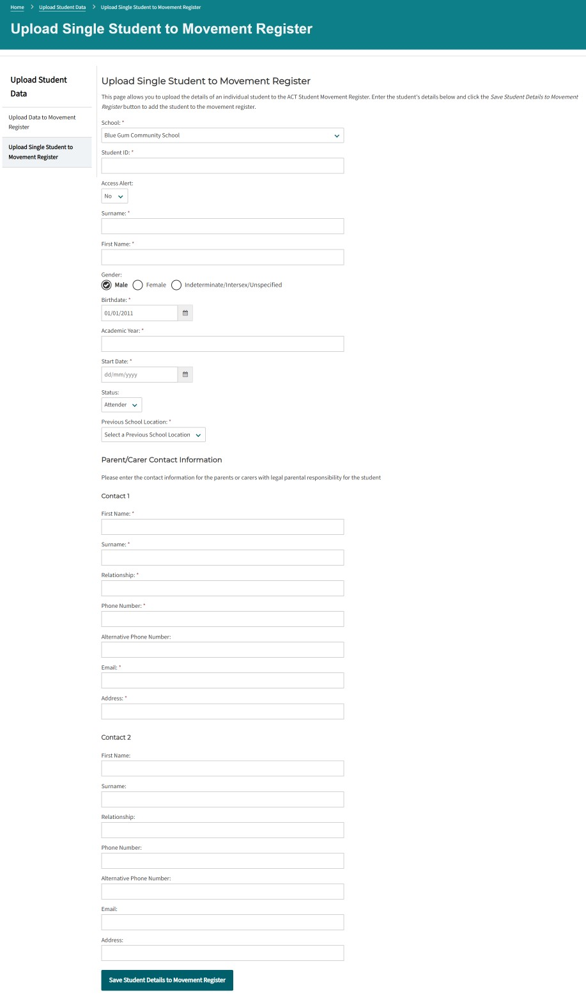 Home > Upload Student Data > Upload Single Student to Movement Register
Upload Single Student to Movement Register
Upload Student
Data
Upload Data to Movement
Register
Upload Single Student to
Movement Register
Upload Single Student to Movement Register
This page allows you to upload the details of an individual student to the ACT Student Movement Register. Enter the student's details below and click the Save Student Details to Movement
Register button to add the student to the movement register.
School: *
Blue Gum Community School
Student ID: *
Access Alert:
No
Surname: *
First Name: *
Gender:
Male Female Indeterminate/Intersex/Unspecified
Birthdate: *
01/01/2011
Academic Year: *
Start Date: *
dd/mm/yyyy
Status:
Attender
Previous School Location: *
Select a Previous School Location
Parent/Carer Contact Information
Please enter the contact information for the parents or carers with legal parental responsibility for the student
Contact 1
First Name: *
Surname: *
Relationship: *
Phone Number: *
Alternative Phone Number:
Email: *
Address: *
Contact 2
First Name:
Surname:
Relationship:
Phone Number:
Alternative Phone Number:
Email:
Address:
Save Student Details to Movement Register